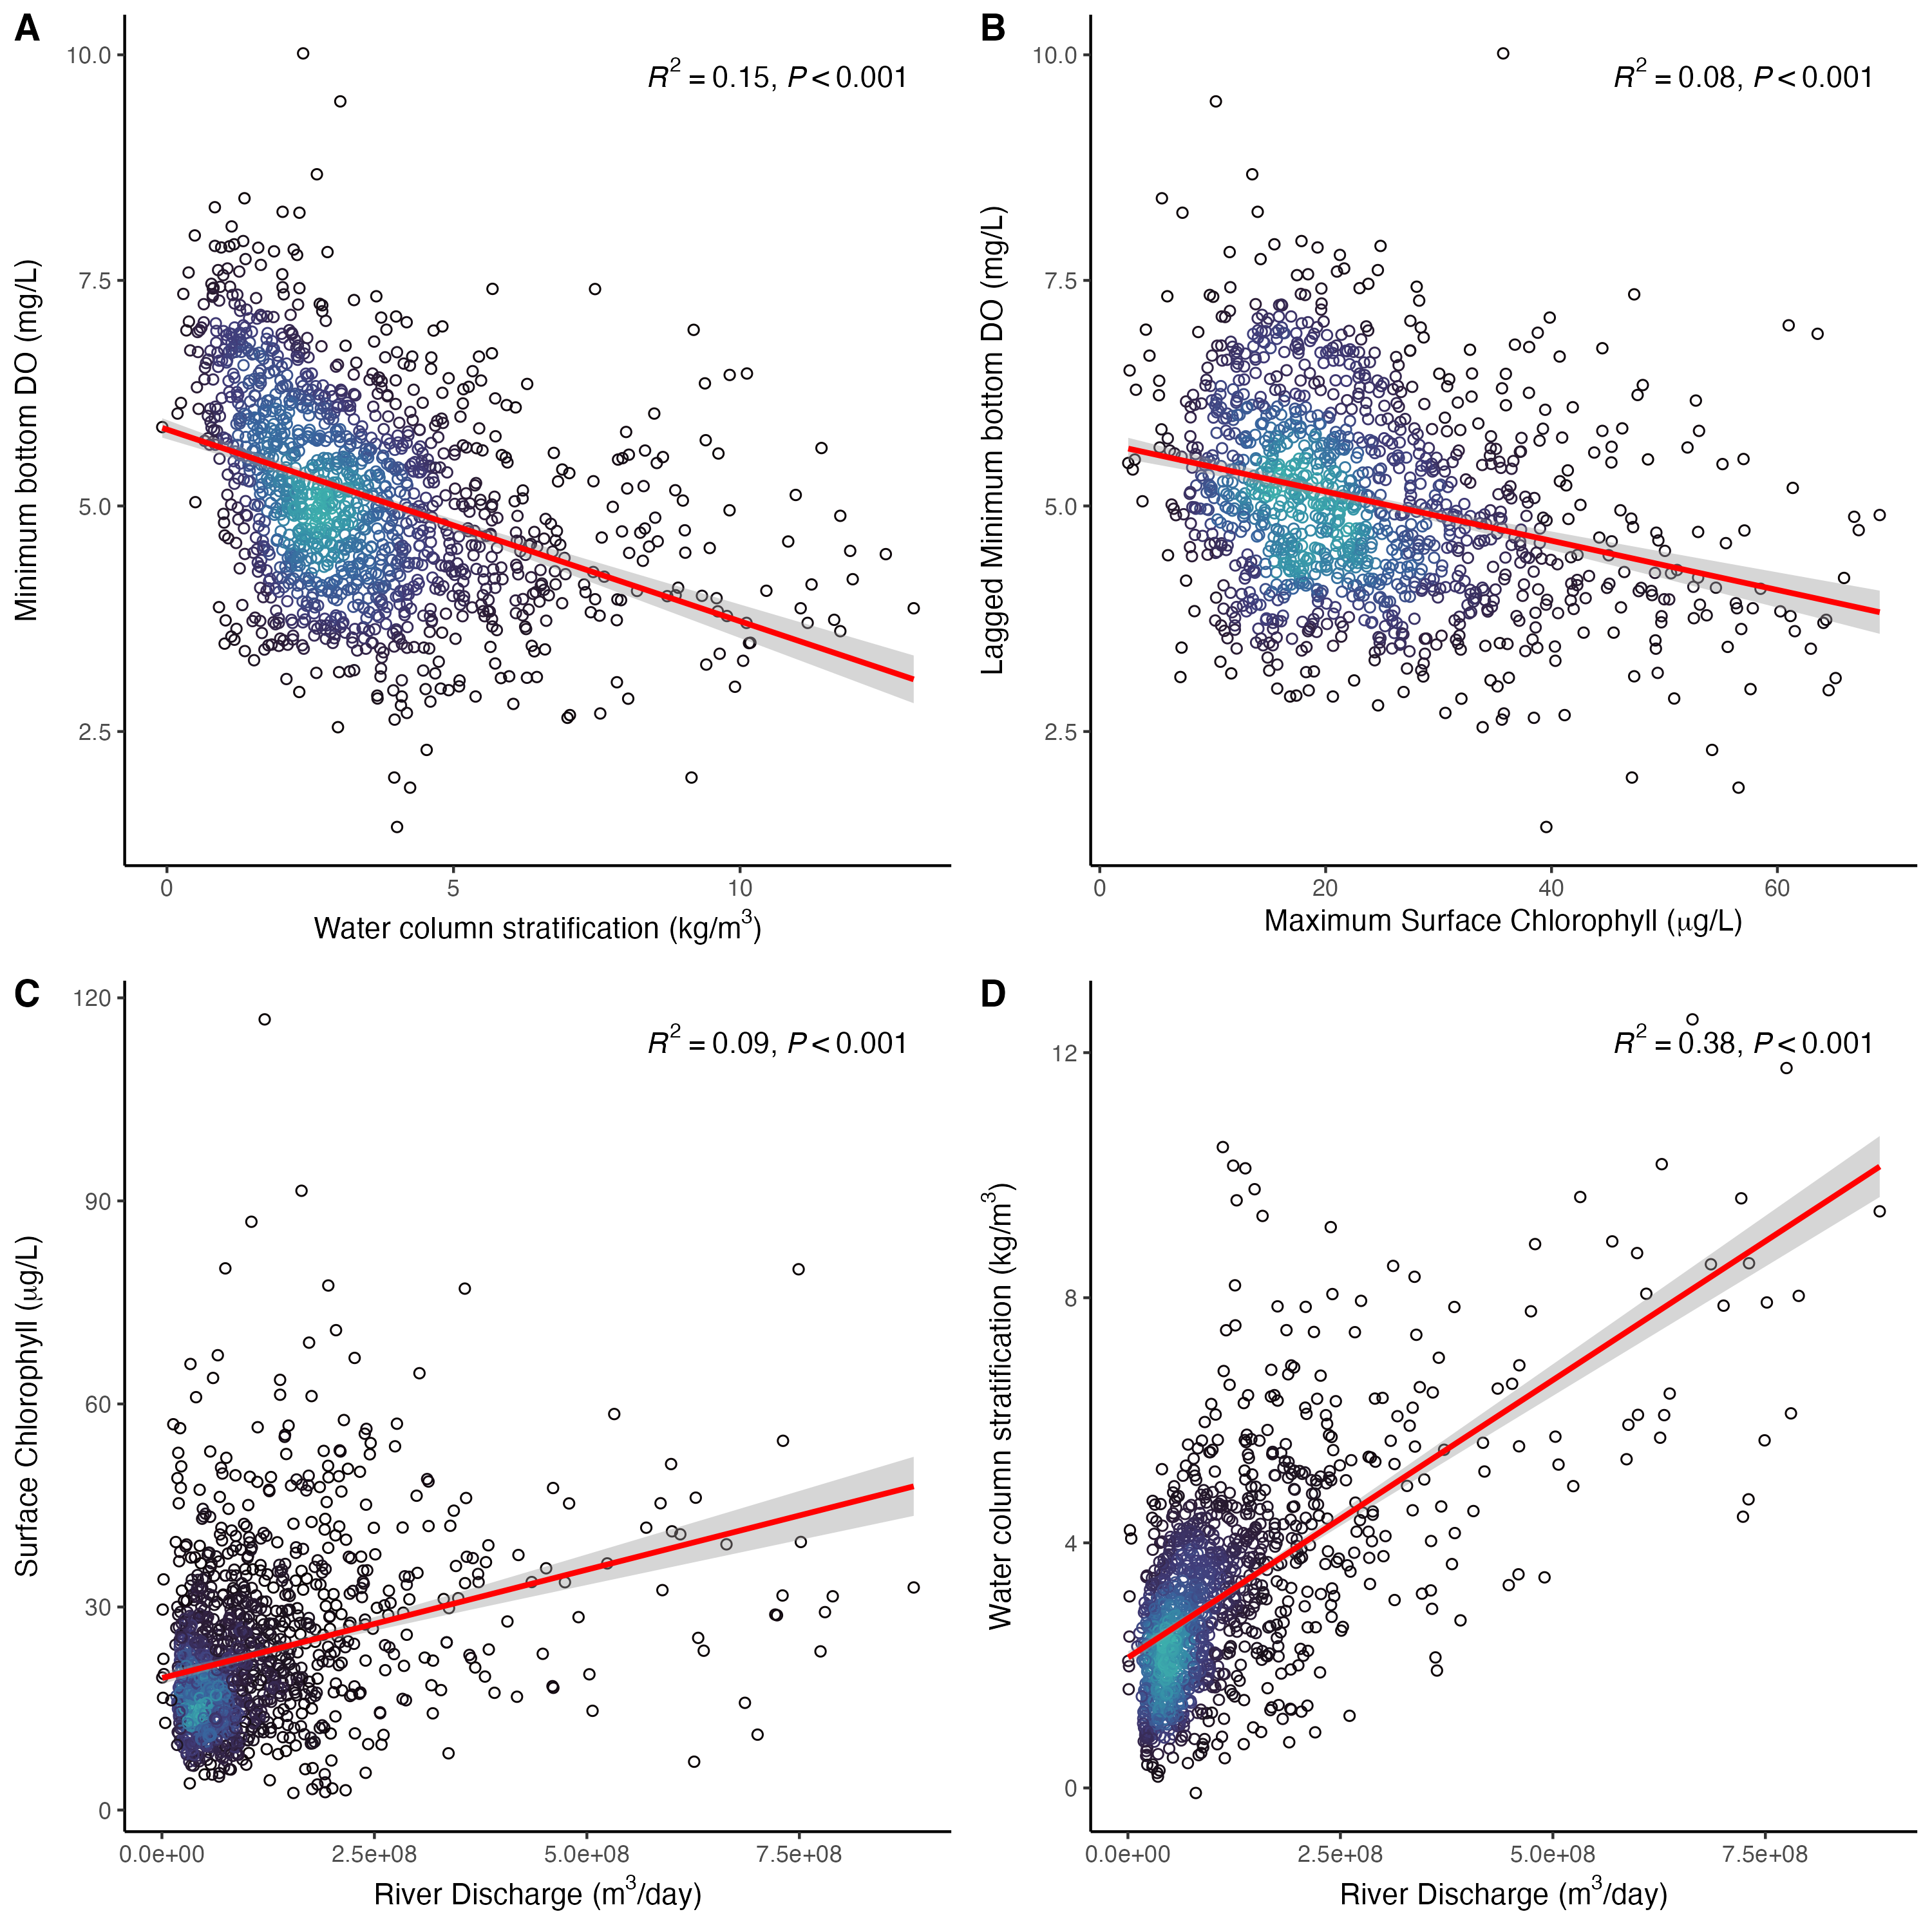 A
R² = 0.15, P < 0.001
Minimum bottom DO (mg/L)
10.0
7.5
5.0
2.5
0 5 10
Water column stratification (kg/m³)
B
R² = 0.08, P < 0.001
Lagged Minimum bottom DO (mg/L)
10.0
7.5
5.0
2.5
0 20 40 60
Maximum Surface Chlorophyll (µg/L)
C
R² = 0.09, P < 0.001
Surface Chlorophyll (µg/L)
120
90
60
30
0
0.0e+00 2.5e+08 5.0e+08 7.5e+08
River Discharge (m³/day)
D
R² = 0.38, P < 0.001
Water column stratification (kg/m³)
12
8
4
0
0.0e+00 2.5e+08 5.0e+08 7.5e+08
River Discharge (m³/day)